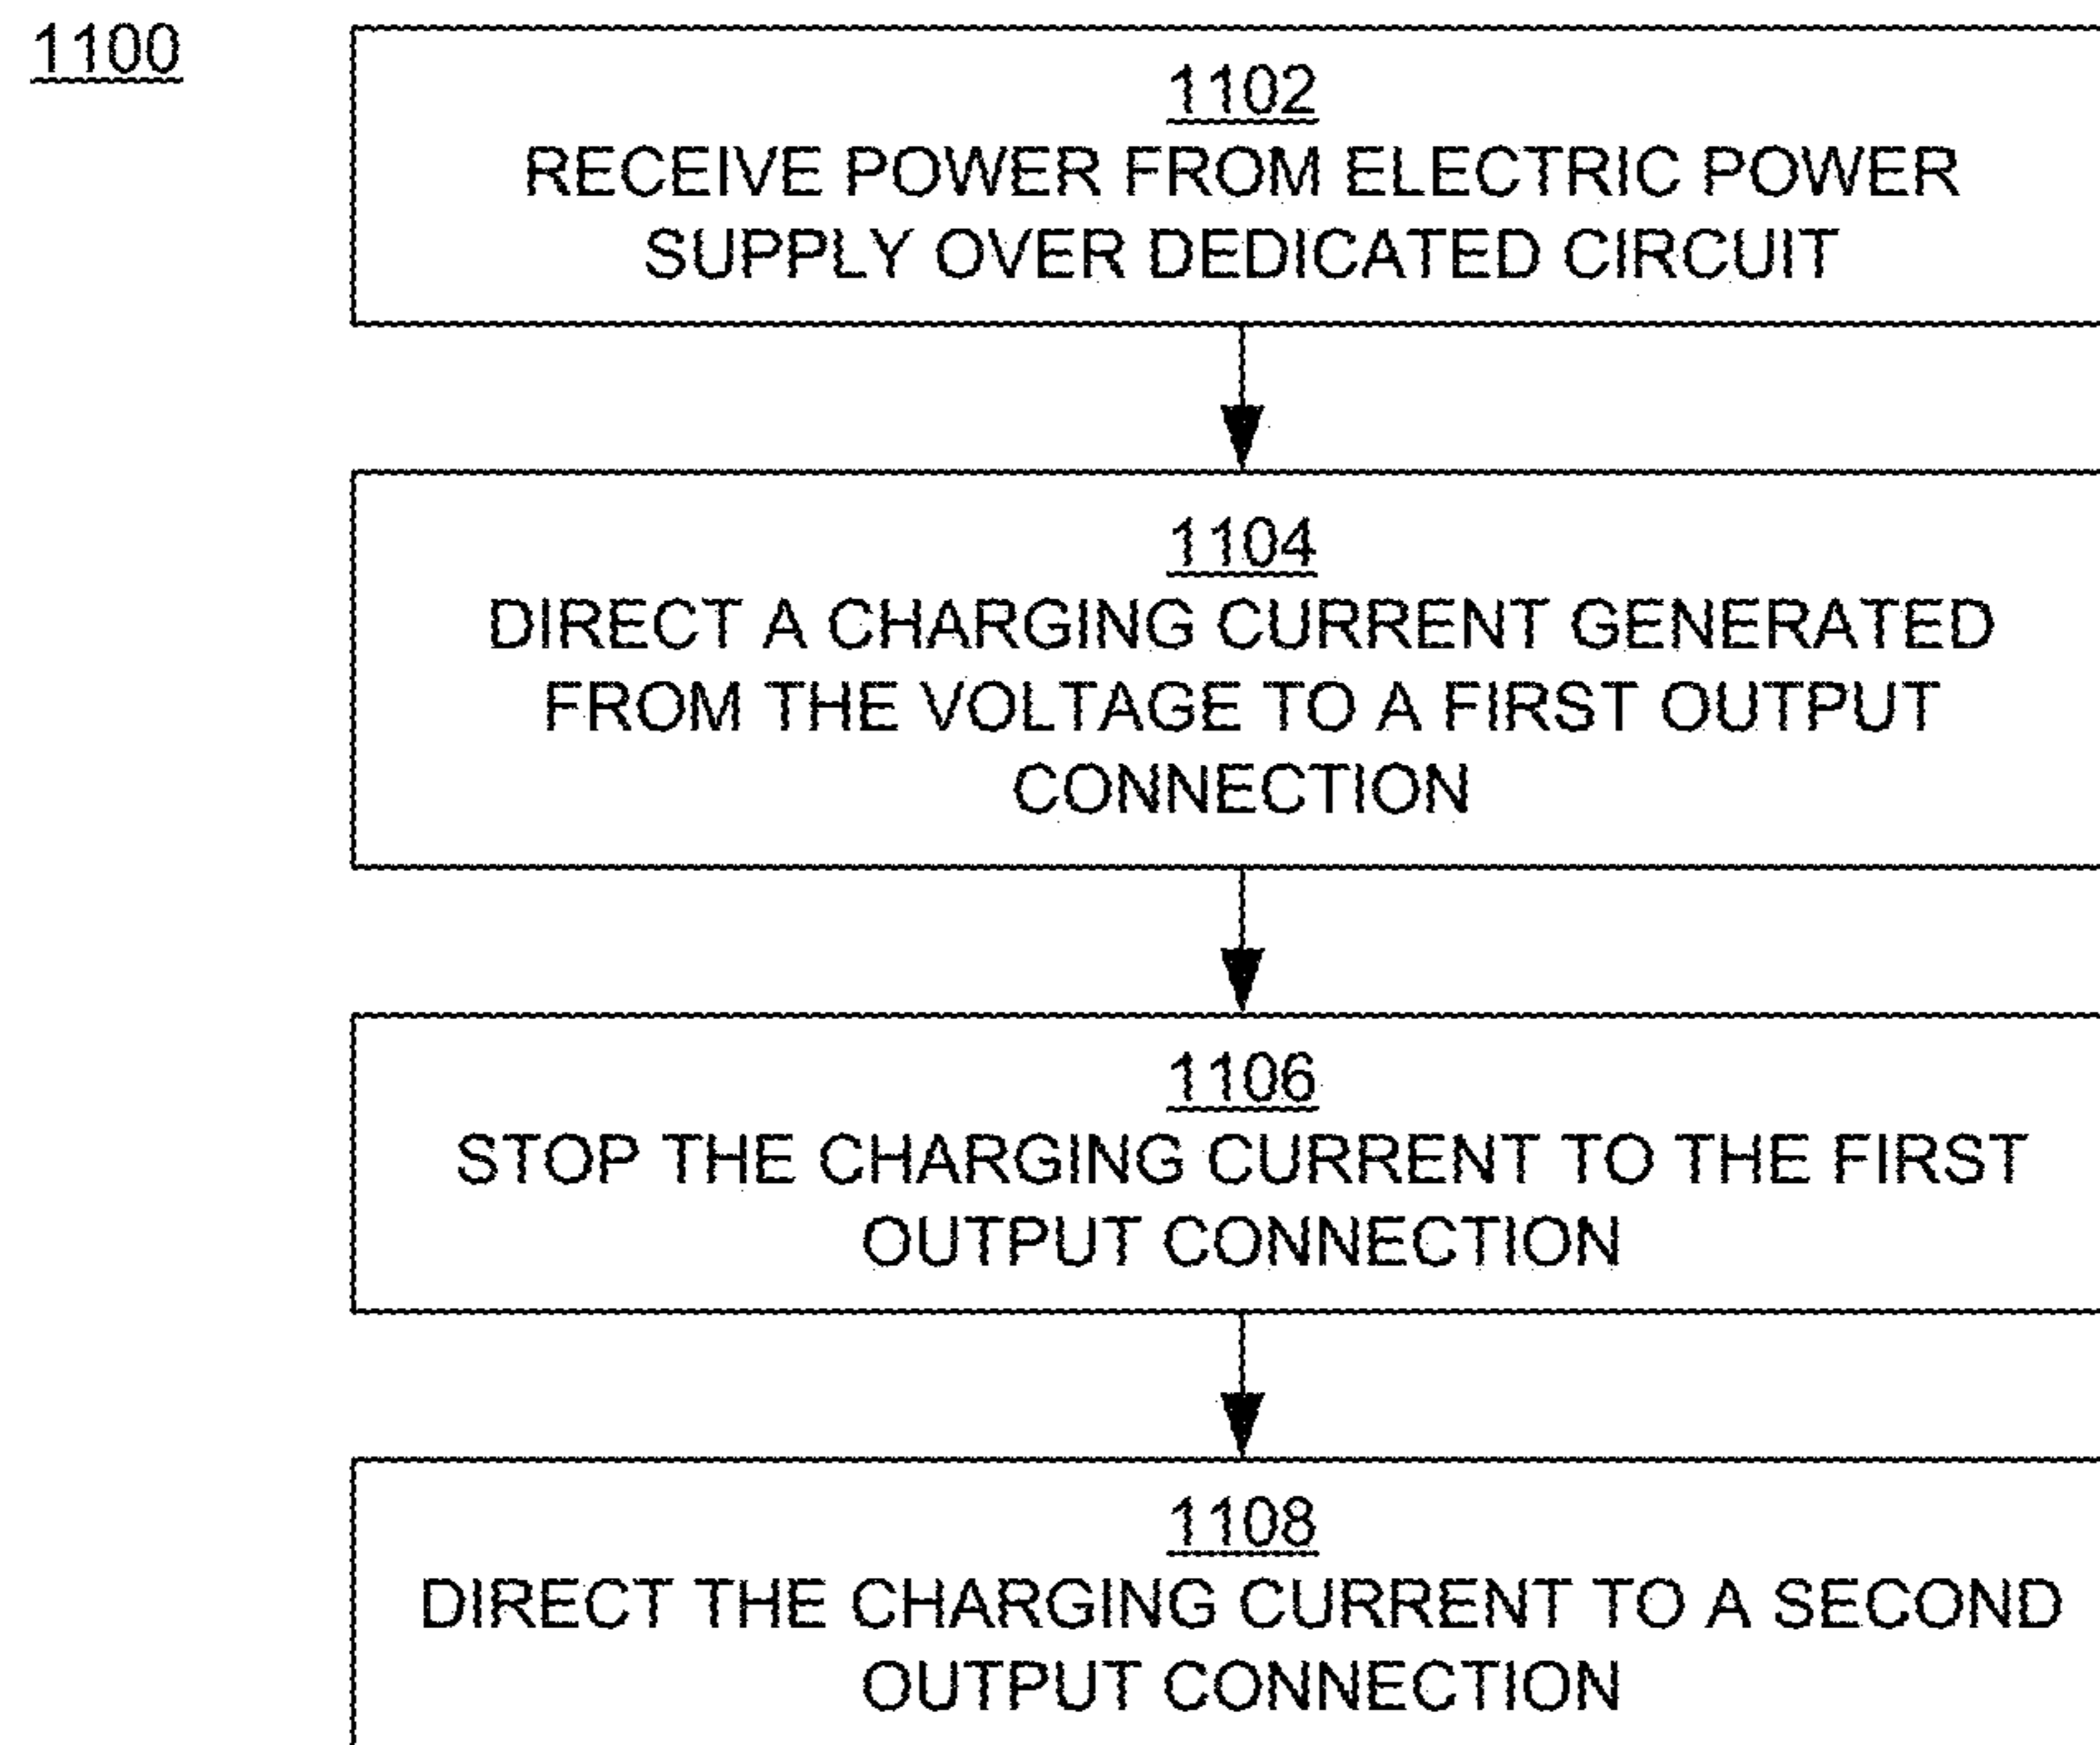 1100
1102
RECEIVE POWER FROM ELECTRIC POWER
SUPPLY OVER DEDICATED CIRCUIT
1104
DIRECT A CHARGING CURRENT GENERATED
FROM THE VOLTAGE TO A FIRST OUTPUT
CONNECTION
1106
STOP THE CHARGING CURRENT TO THE FIRST
OUTPUT CONNECTION
1108
DIRECT THE CHARGING CURRENT TO A SECOND
OUTPUT CONNECTION